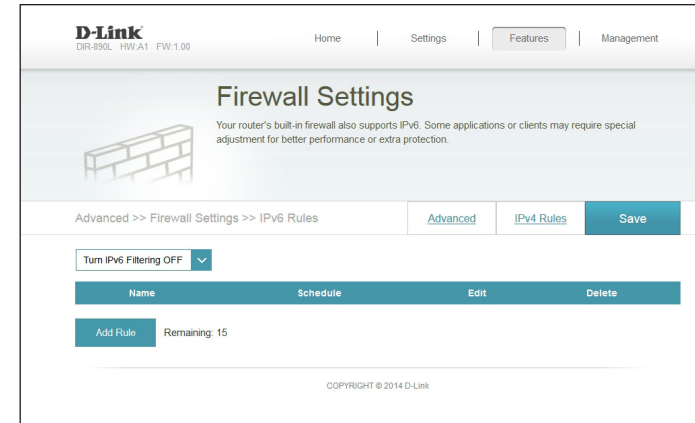 D-Link
DIR-890L HW:A1 FW:1.00
Home Settings Features Management
Firewall Settings
Your router's built-in firewall also supports IPv6. Some applications or clients may require special
adjustment for better performance or extra protection.
Advanced >> Firewall Settings >> IPv6 Rules
Advanced IPv4 Rules Save
Turn IPv6 Filtering OFF
Name Schedule Edit Delete
Add Rule Remaining: 15
COPYRIGHT © 2014 D-Link